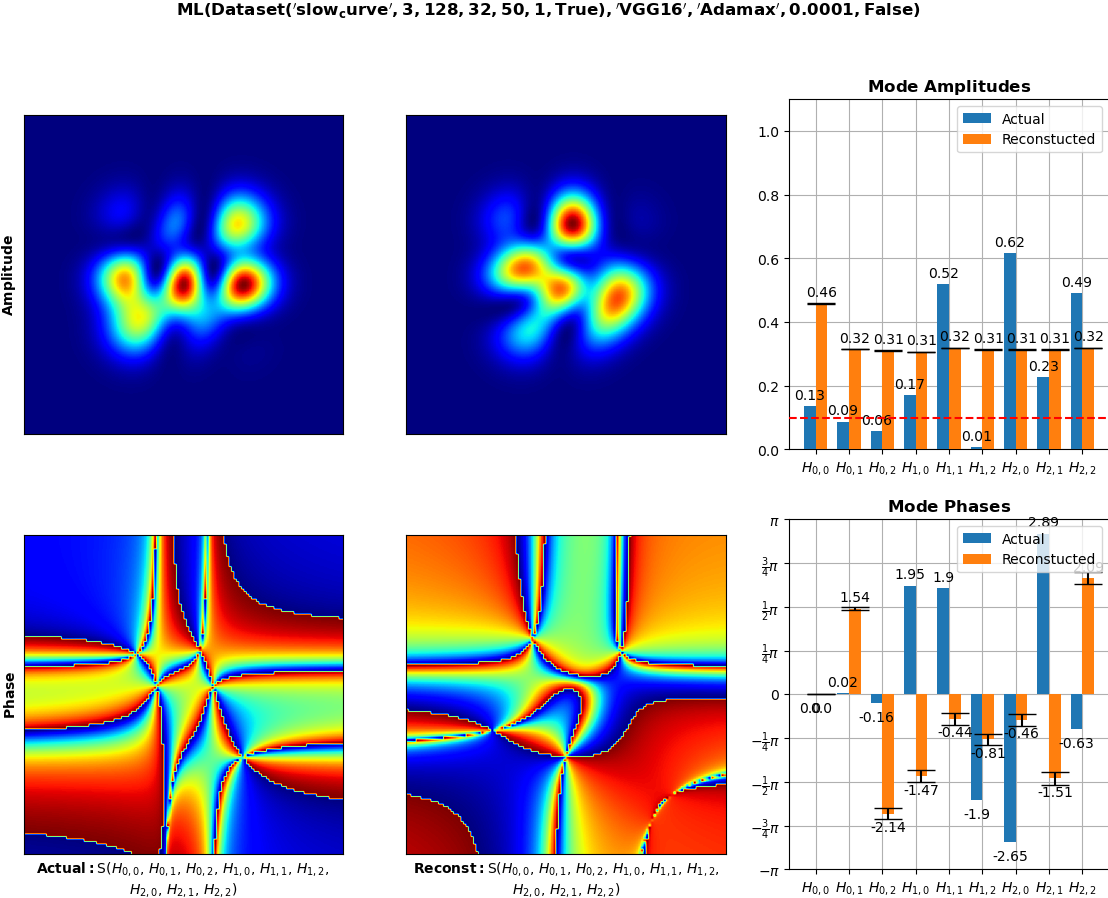 ML(Dataset('slow_curve', 3, 128, 32, 50, 1, True), 'VGG16', 'Adamax', 0.0001, False)
Amplitude
Mode Amplitudes
Actual
Reconstucted
1.0
0.8
0.6
0.4
0.2
0.0
0.13
0.46
0.09
0.32
0.06
0.31
0.17
0.31
0.52
0.32
0.01
0.31
0.62
0.31
0.23
0.31
0.49
0.32
H0,0 H0,1 H0,2 H1,0 H1,1 H1,2 H2,0 H2,1 H2,2
Phase
Actual: S(H0,0, H0,1, H0,2, H1,0, H1,1, H1,2,
H2,0, H2,1, H2,2)
Reconst: S(H0,0, H0,1, H0,2, H1,0, H1,1, H1,2,
H2,0, H2,1, H2,2)
Mode Phases
Actual
Reconstucted
π
3/4π
1/2π
1/4π
0
−1/4π
−1/2π
−3/4π
−π
0.0
0.0
0.02
1.54
-0.16
-2.14
1.95
-1.47
1.9
-0.44
-1.9
-0.81
-2.65
-0.46
2.89
-1.51
-0.63
H0,0 H0,1 H0,2 H1,0 H1,1 H1,2 H2,0 H2,1 H2,2